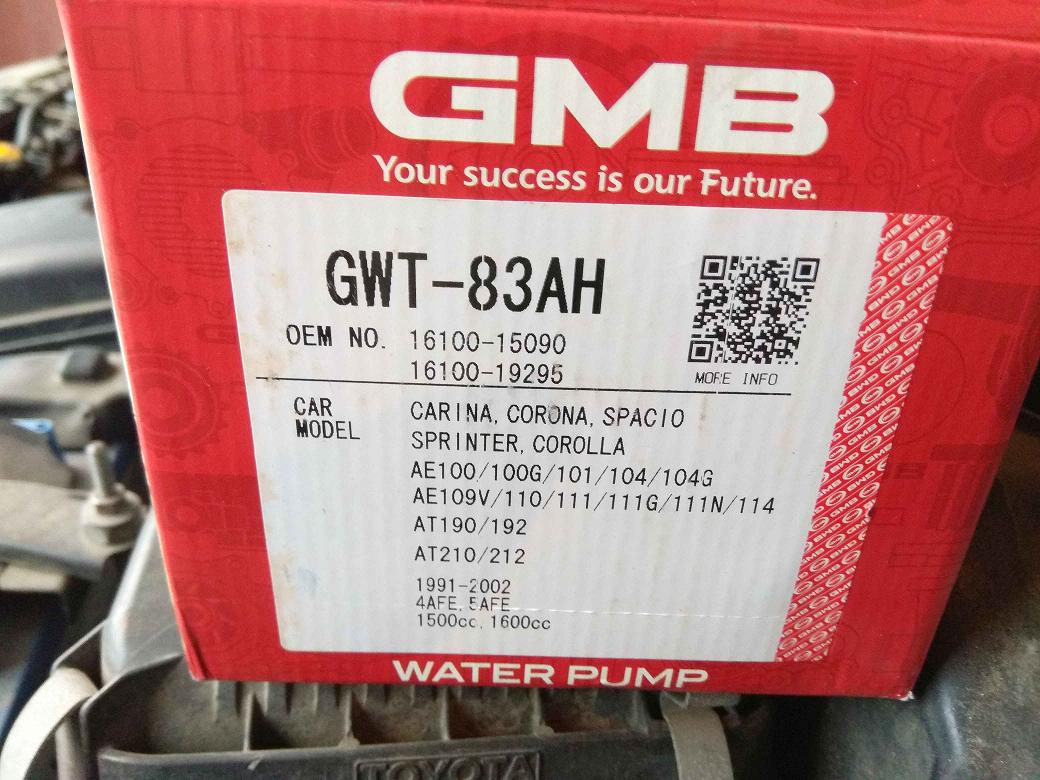 GMB
Your success is our Future.
GWT-83AH
OEM NO. 16100-15090
16100-19295
MORE INFO
CAR MODEL
CARINA, CORONA, SPACIO
SPRINTER, COROLLA
AE100/100G/101/104/104G
AE109V/110/111/111G/111N/114
AT190/192
AT210/212
1991-2002
4AFE, 5AFE
1500cc, 1600cc
WATER PUMP
TOYOTA